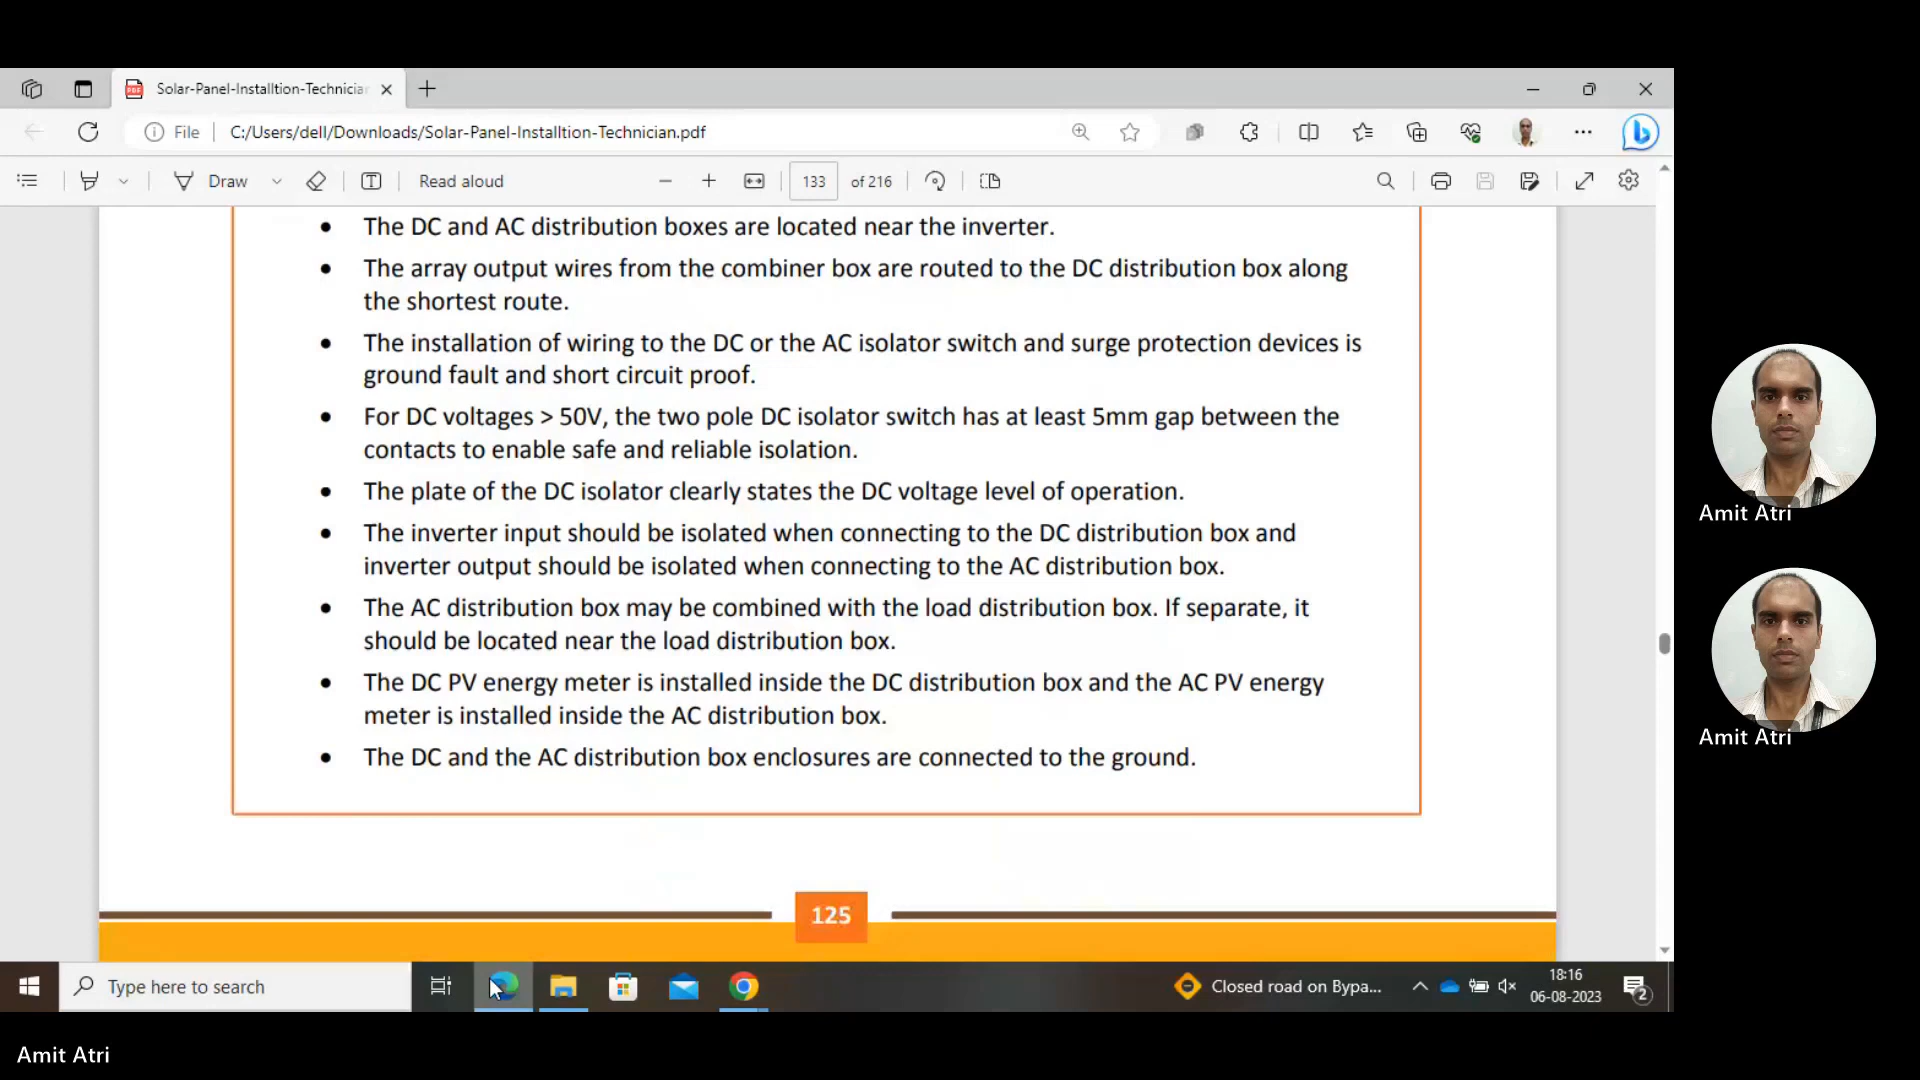 Solar-Panel-Installtion-Technicia
File
C:/Users/dell/Downloads/Solar-Panel-Installtion-Technician.pdf
Draw
Read aloud
133
of 216
• The DC and AC distribution boxes are located near the inverter.
• The array output wires from the combiner box are routed to the DC distribution box along
the shortest route.
• The installation of wiring to the DC or the AC isolator switch and surge protection devices is
ground fault and short circuit proof.
• For DC voltages > 50V, the two pole DC isolator switch has at least 5mm gap between the
contacts to enable safe and reliable isolation.
• The plate of the DC isolator clearly states the DC voltage level of operation.
• The inverter input should be isolated when connecting to the DC distribution box and
inverter output should be isolated when connecting to the AC distribution box.
• The AC distribution box may be combined with the load distribution box. If separate, it
should be located near the load distribution box.
• The DC PV energy meter is installed inside the DC distribution box and the AC PV energy
meter is installed inside the AC distribution box.
• The DC and the AC distribution box enclosures are connected to the ground.
125
Amit Atri
Amit Atri
Type here to search
Closed road on Bypa...
18:16
06-08-2023
2
Amit Atri